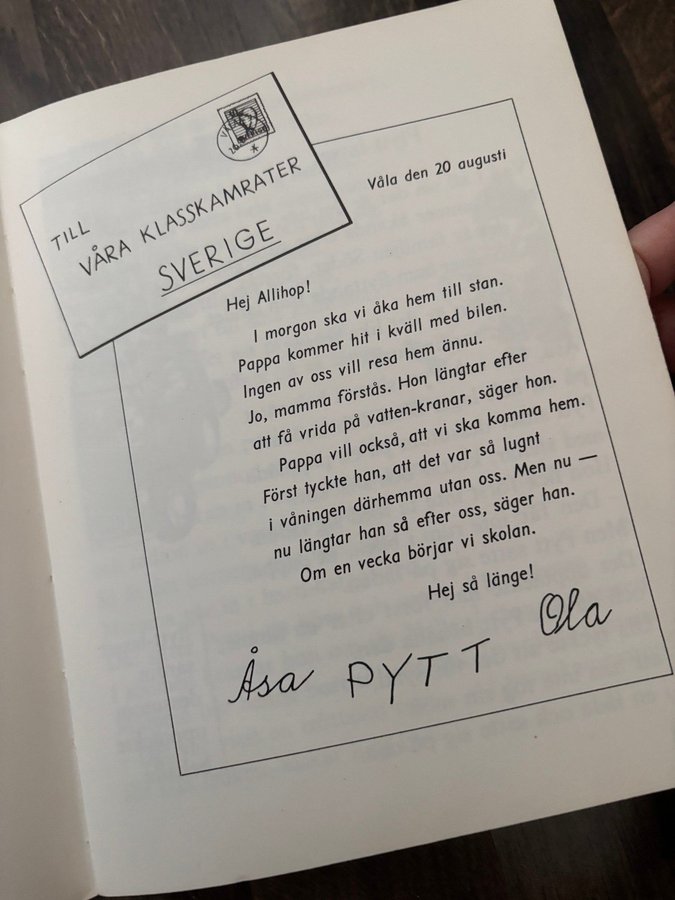 TILL
VÅRA KLASSKAMRATER
SVERIGE
Våla den 20 augusti
Hej Allihop!
I morgon ska vi åka hem till stan.
Pappa kommer hit i kväll med bilen.
Ingen av oss vill resa hem ännu.
Jo, mamma förstås. Hon längtar efter
att få vrida på vatten-kranar, säger hon.
Pappa vill också, att vi ska komma hem.
Först tyckte han, att det var så lugnt
i våningen därhemma utan oss. Men nu —
nu längtar han så efter oss, säger han.
Om en vecka börjar vi skolan.
Hej så länge!
Åsa PYTT Ola